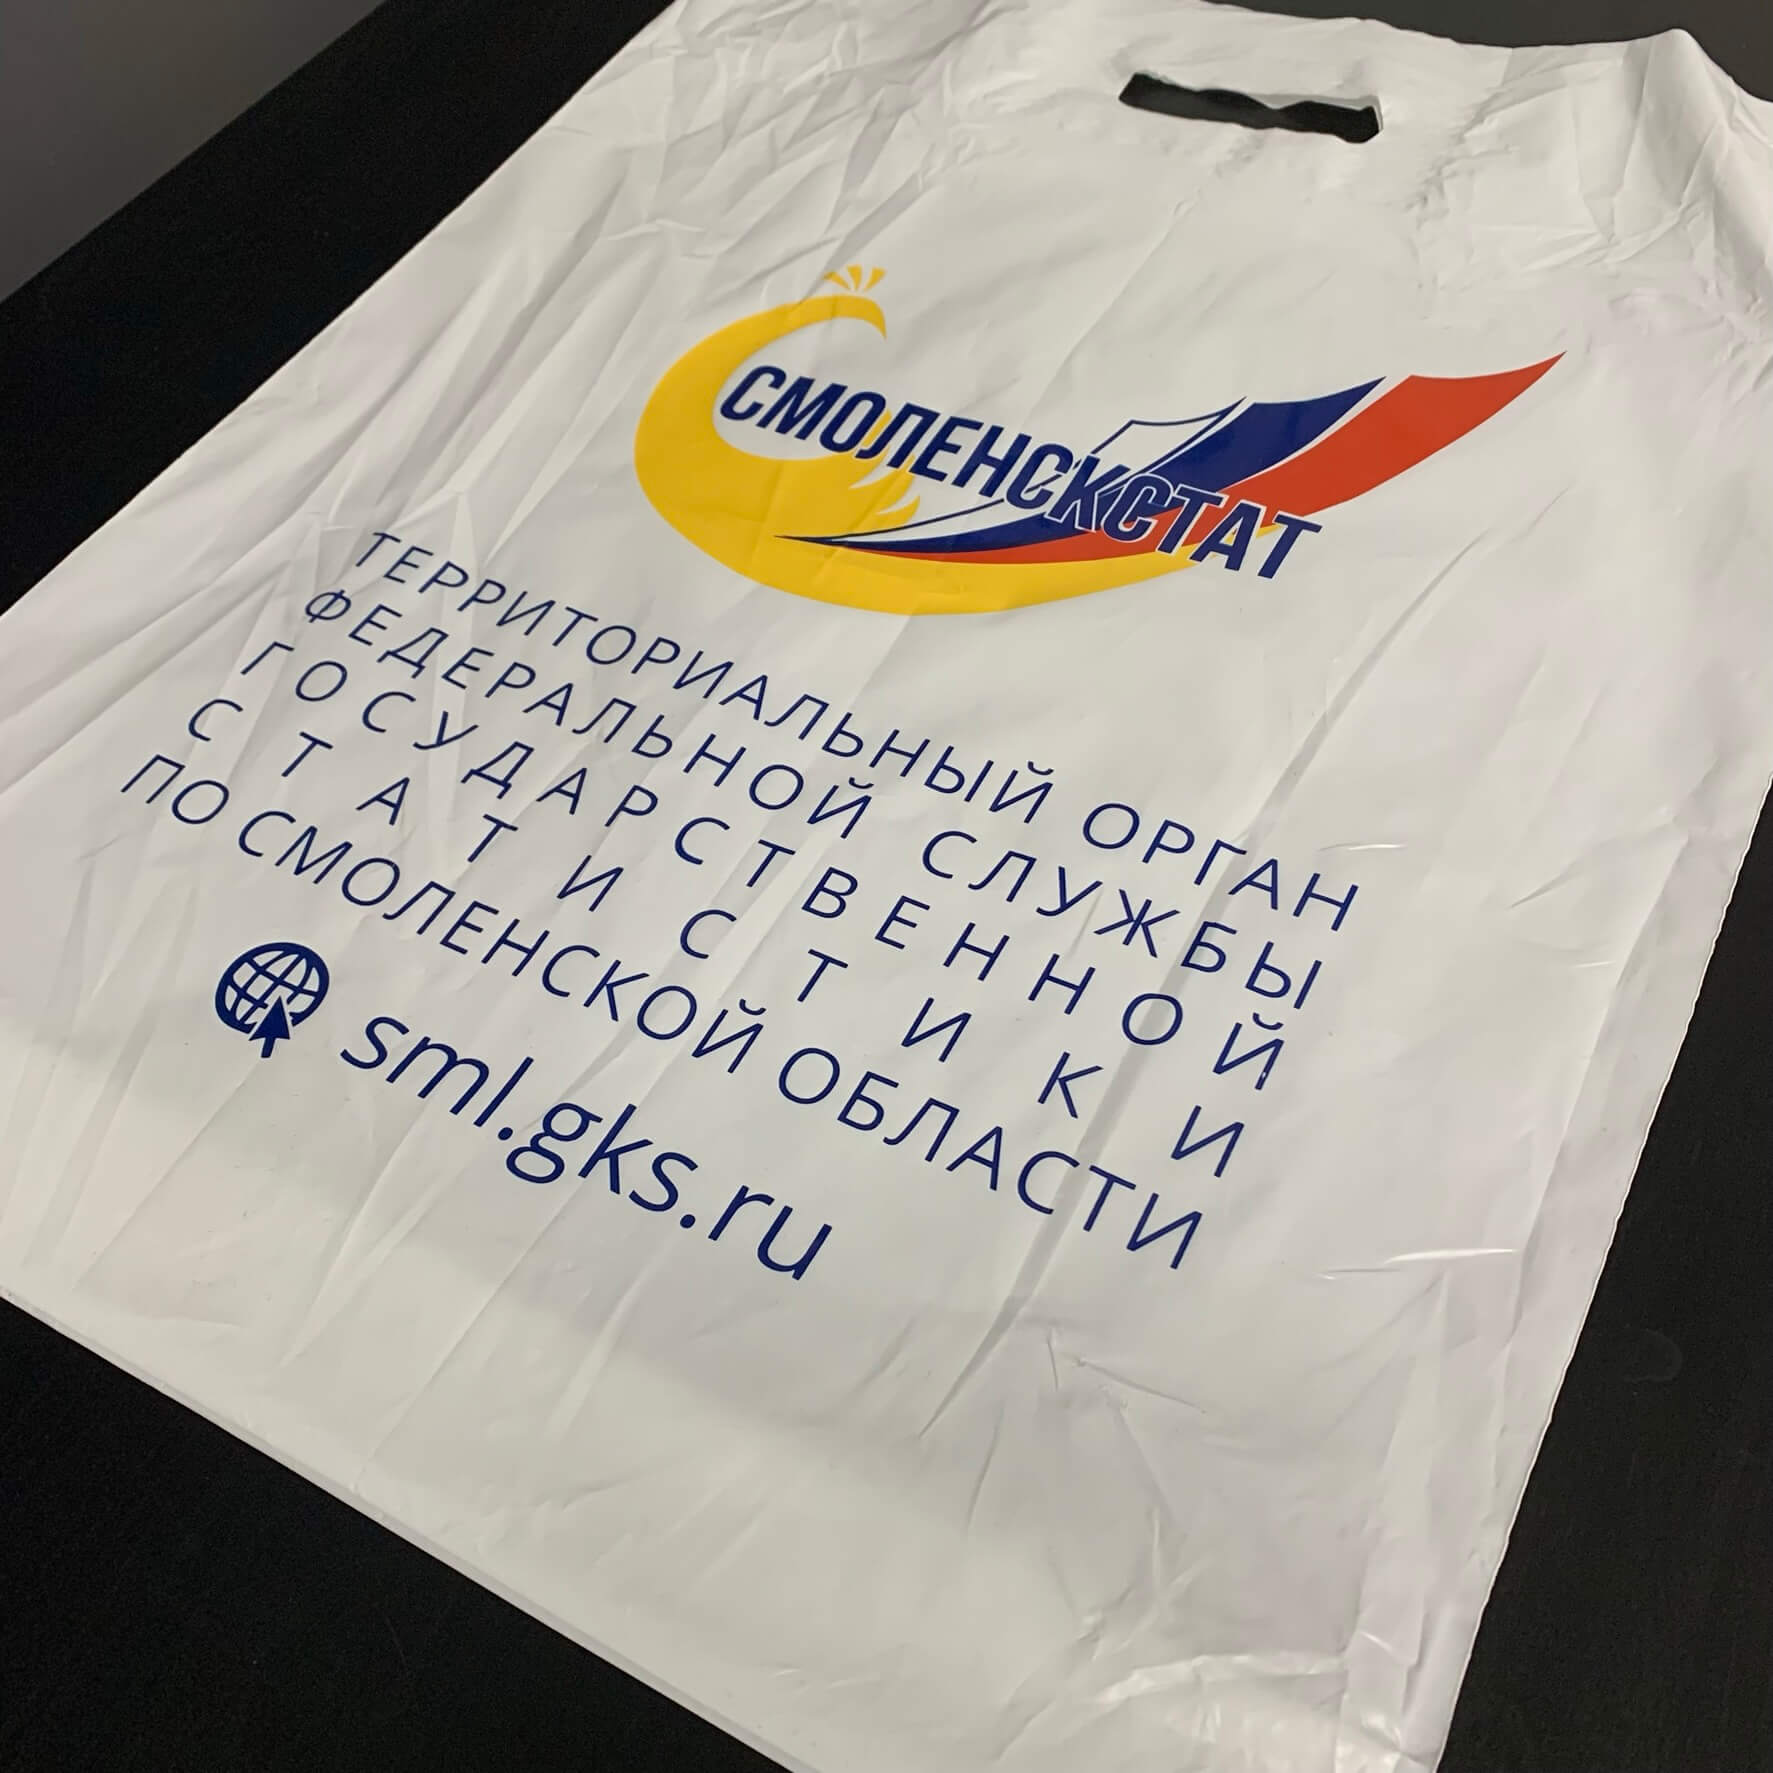 СМОЛЕНСКСТАТ
ТЕРРИТОРИАЛЬНЫЙ ОРГАН
ФЕДЕРАЛЬНОЙ СЛУЖБЫ
ГОСУДАРСТВЕННОЙ
СТАТИСТИКИ
ПО СМОЛЕНСКОЙ ОБЛАСТИ
sml.gks.ru